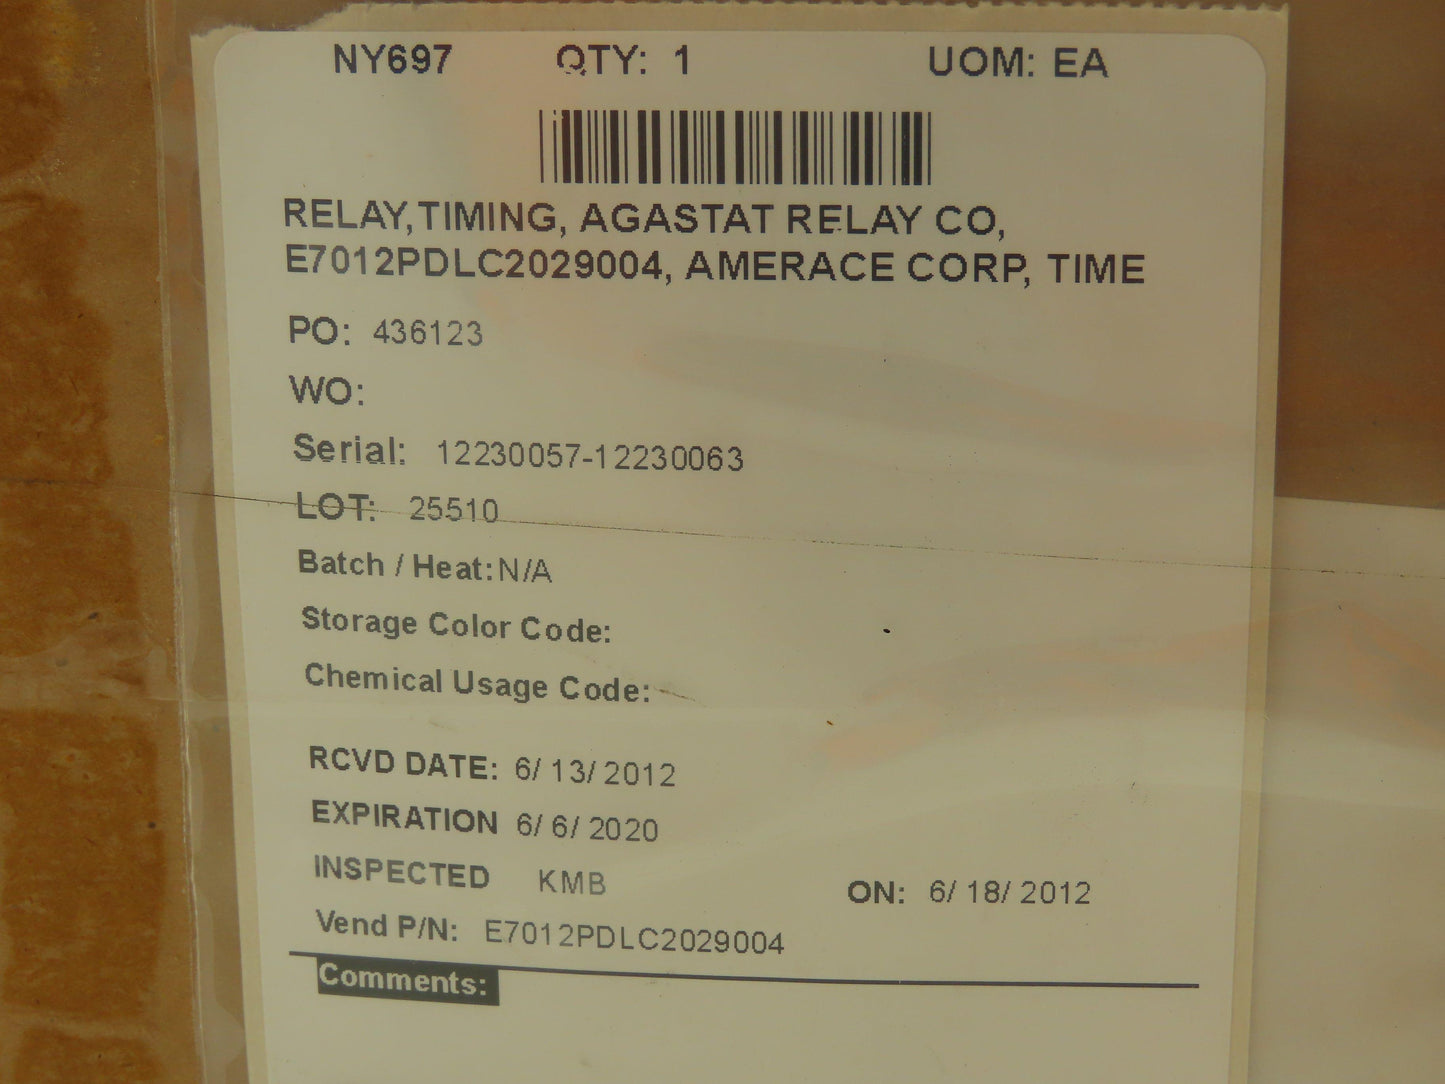 NY697 QTY: 1 UOM: EA
RELAY,TIMING, AGASTAT RELAY CO,
E7012PDLC2029004, AMERACE CORP, TIME
PO: 436123
WO:
Serial: 12230057-12230063
LOT: 25510
Batch / Heat: N/A
Storage Color Code:
Chemical Usage Code:
RCVD DATE: 6/ 13/ 2012
EXPIRATION 6/ 6/ 2020
INSPECTED KMB ON: 6/ 18/ 2012
Vend P/N: E7012PDLC2029004
Comments: